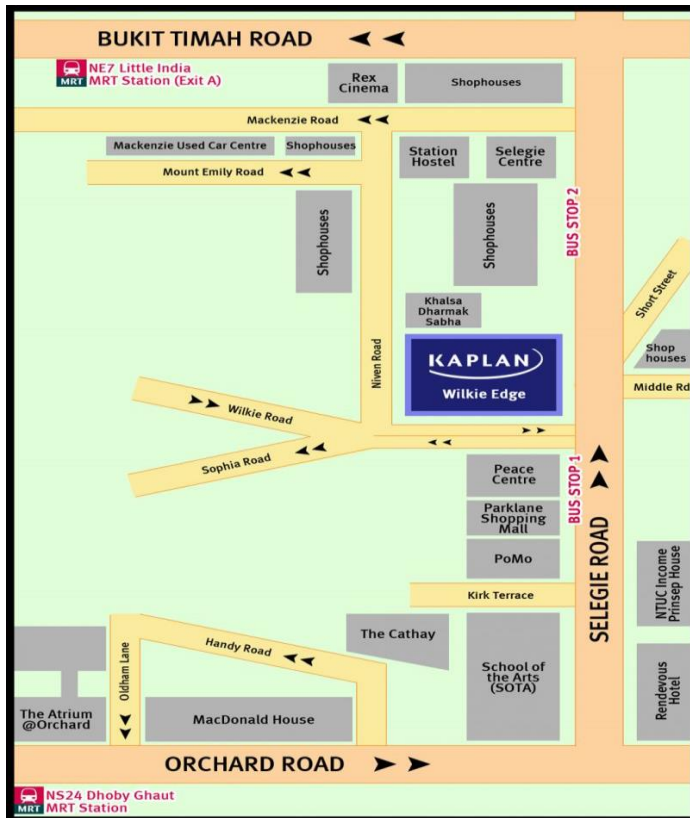 BUKIT TIMAH ROAD
MRT
NE7 Little India
MRT Station (Exit A)
Rex
Cinema
Shophouses
Mackenzie Road
Mackenzie Used Car Centre
Shophouses
Station
Hostel
Selegie
Centre
Mount Emily Road
Shophouses
Shophouses
BUS STOP 2
Short Street
Khalsa
Dharmak
Sabha
Niven Road
KAPLAN
Wilkie Edge
Shop
houses
Middle Rd
Wilkie Road
Sophia Road
Peace
Centre
BUS STOP 1
Parklane
Shopping
Mall
PoMo
SELEGIE ROAD
NTUC Income
Prinsep House
Kirk Terrace
The Cathay
Handy Road
Oldham Lane
School of
the Arts
(SOTA)
Rendevous
Hotel
The Atrium
@Orchard
MacDonald House
ORCHARD ROAD
MRT
NS24 Dhoby Ghaut
MRT Station